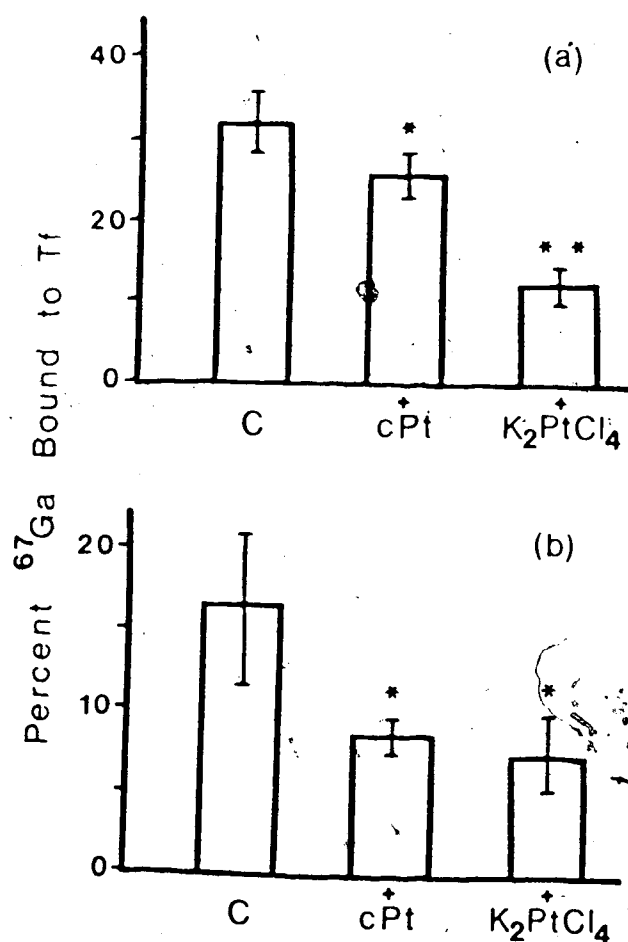 Percent ⁶⁷Ga Bound to Tf
(a)
40
20
0
*
* *
C
+
cPt
+
K₂PtCl₄
(b)
20
10
0
*
*
C
+
cPt
+
K₂PtCl₄